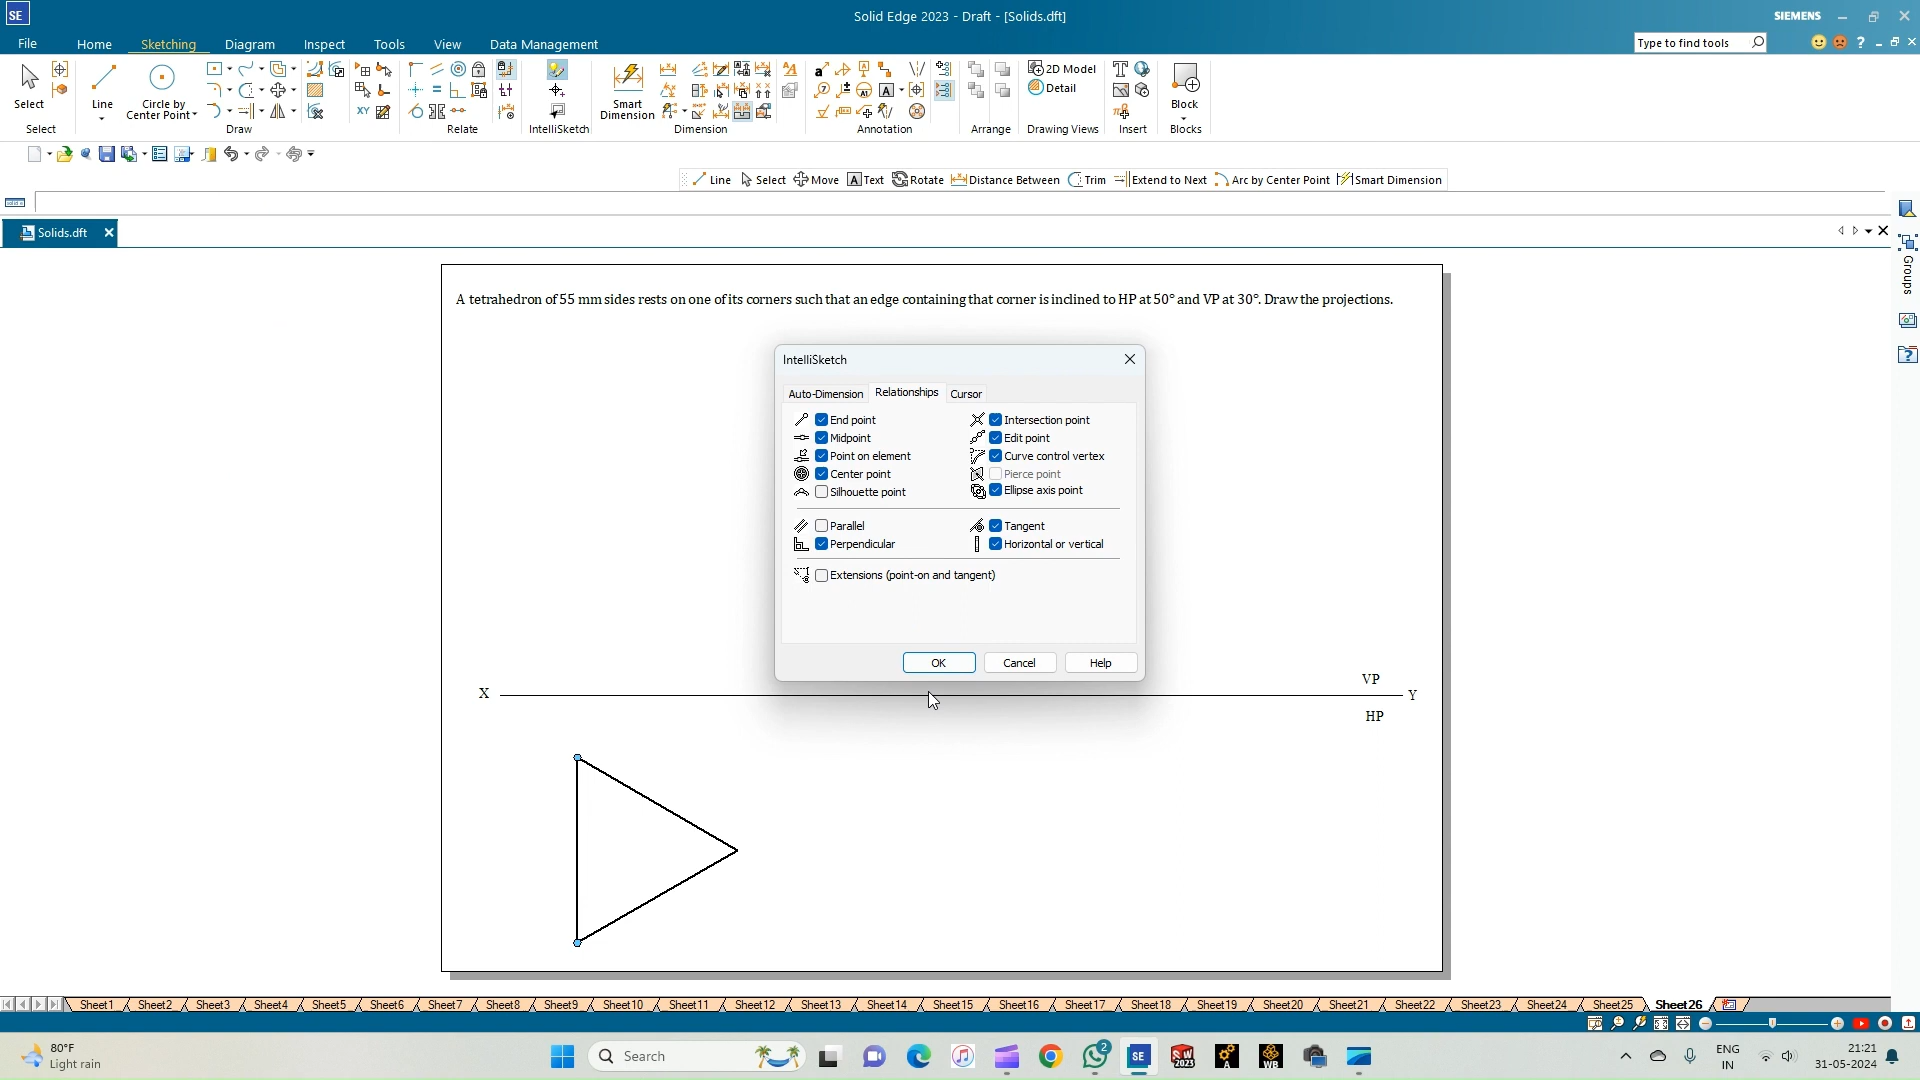 SE
Solid Edge 2023 - Draft - [Solids.dft]
SIEMENS
File
Home
Sketching
Diagram
Inspect
Tools
View
Data Management
Type to find tools
Select
Line
Circle by
Center Point
Smart
Dimension
2D Model
Detail
Block
XY
Select
Draw
Relate
IntelliSketch
Dimension
Annotation
Arrange
Drawing Views
Insert
Blocks
Line
Select
Move
Text
Rotate
Distance Between
Trim
Extend to Next
Arc by Center Point
Smart Dimension
Solids.dft
Groups
A tetrahedron of 55 mm sides rests on one of its corners such that an edge containing that corner is inclined to HP at 50° and VP at 30°. Draw the projections.
IntelliSketch
Auto-Dimension
Relationships
Cursor
End point
Intersection point
Midpoint
Edit point
Point on element
Curve control vertex
Center point
Pierce point
Silhouette point
Ellipse axis point
Parallel
Tangent
Perpendicular
Horizontal or vertical
Extensions (point-on and tangent)
OK
Cancel
Help
X
VP
Y
HP
Sheet1
Sheet2
Sheet3
Sheet4
Sheet5
Sheet6
Sheet7
Sheet8
Sheet9
Sheet10
Sheet11
Sheet12
Sheet13
Sheet14
Sheet15
Sheet16
Sheet17
Sheet18
Sheet19
Sheet20
Sheet21
Sheet22
Sheet23
Sheet24
Sheet25
Sheet26
80°F
Light rain
Search
2
SE
SW
2023
A
WB
ENG
IN
21:21
31-05-2024